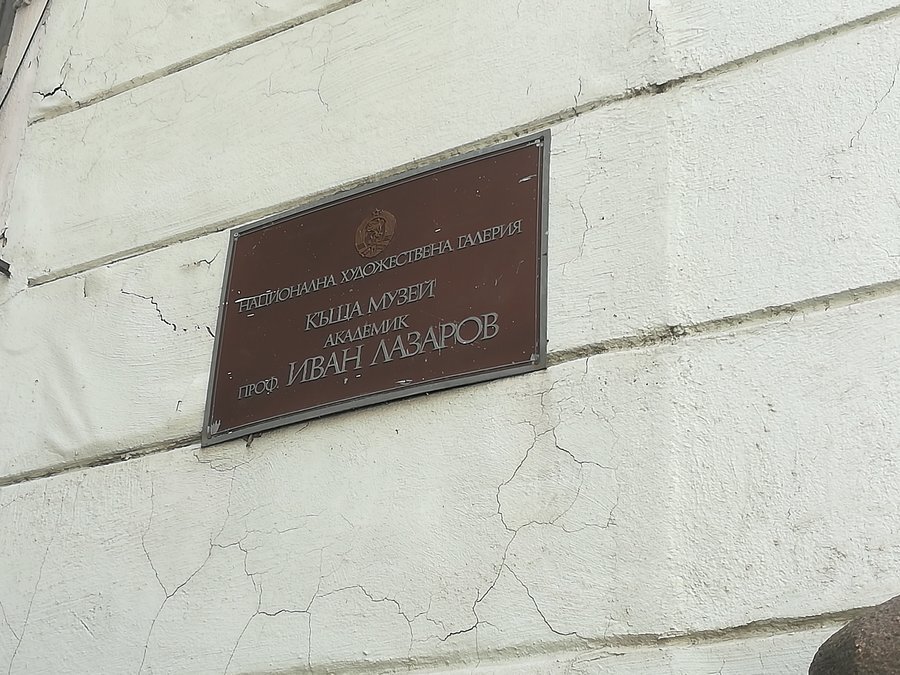 НАЦИОНАЛНА ХУДОЖЕСТВЕНА ГАЛЕРИЯ
КЪЩА МУЗЕЙ
АКАДЕМИК
ПРОФ. ИВАН ЛАЗАРОВ